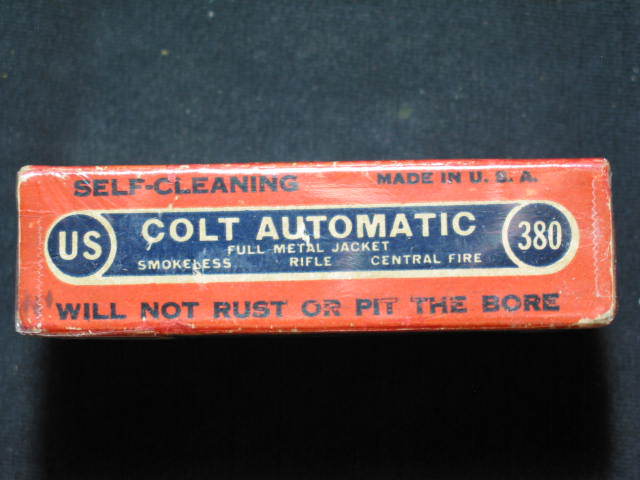 SELF-CLEANING MADE IN U. S. A.
US COLT AUTOMATIC 380
FULL METAL JACKET
SMOKELESS RIFLE CENTRAL FIRE
WILL NOT RUST OR PIT THE BORE